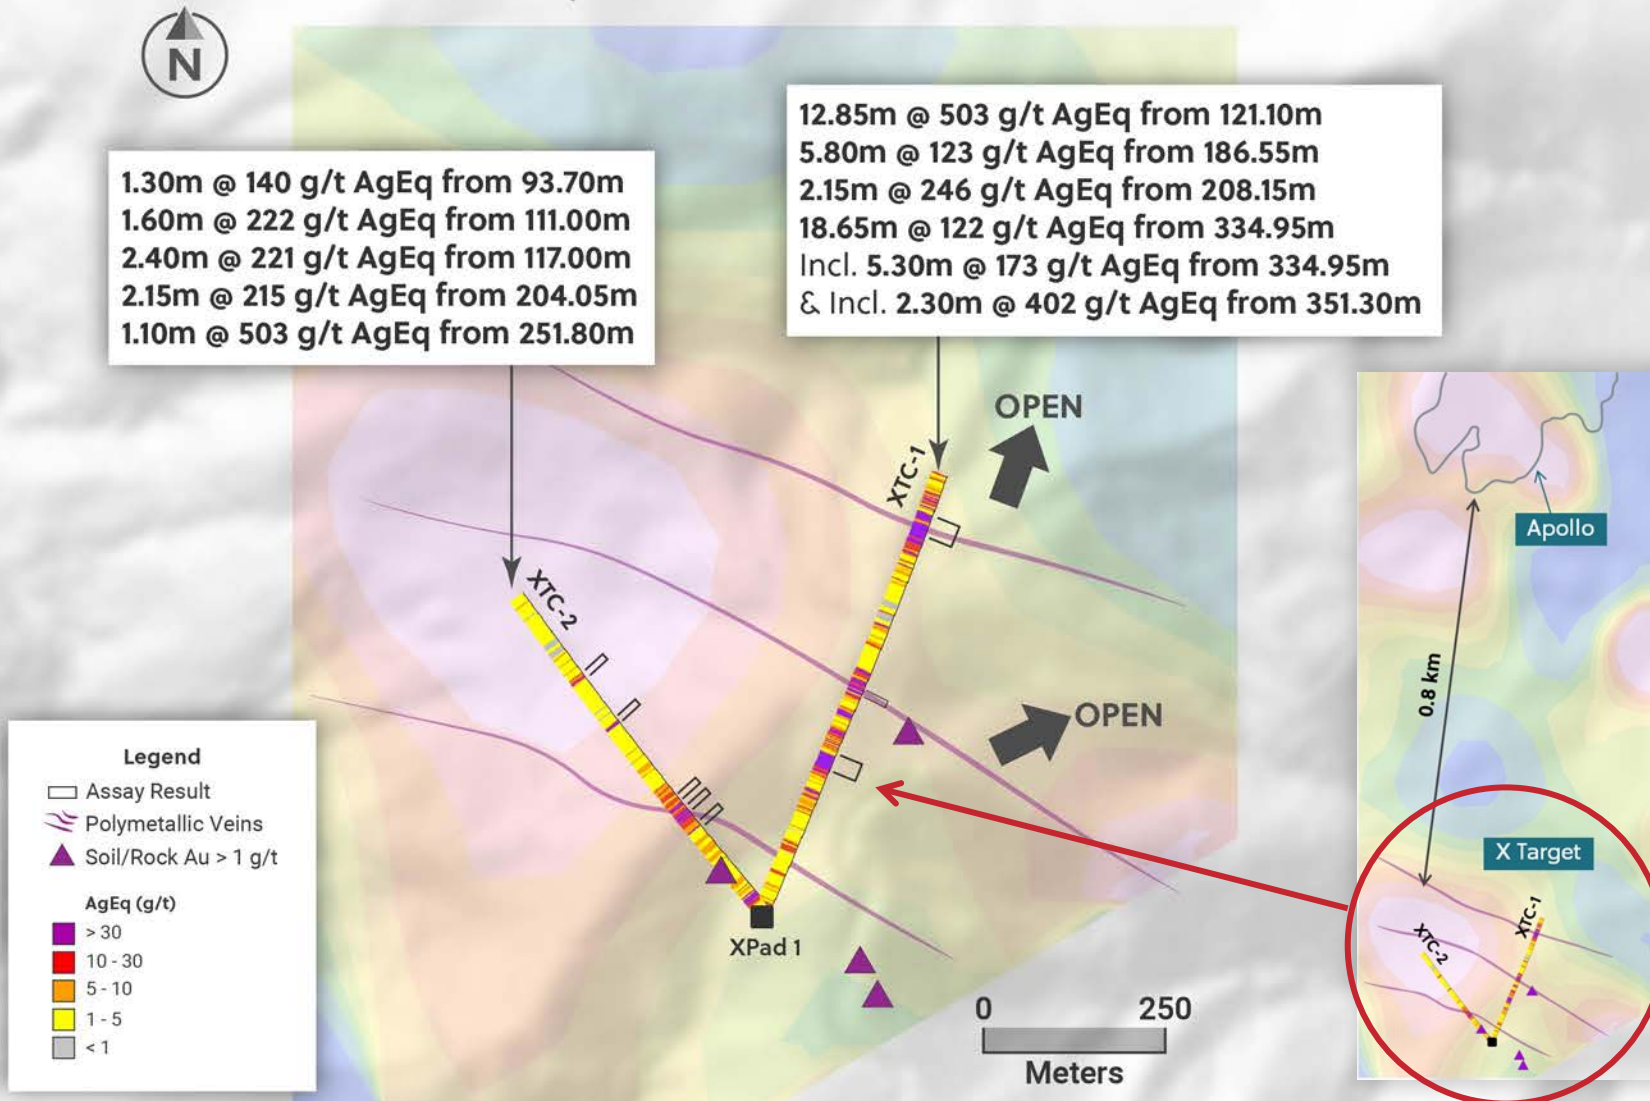 N
1.30m @ 140 g/t AgEq from 93.70m
1.60m @ 222 g/t AgEq from 111.00m
2.40m @ 221 g/t AgEq from 117.00m
2.15m @ 215 g/t AgEq from 204.05m
1.10m @ 503 g/t AgEq from 251.80m
12.85m @ 503 g/t AgEq from 121.10m
5.80m @ 123 g/t AgEq from 186.55m
2.15m @ 246 g/t AgEq from 208.15m
18.65m @ 122 g/t AgEq from 334.95m
Incl. 5.30m @ 173 g/t AgEq from 334.95m
& Incl. 2.30m @ 402 g/t AgEq from 351.30m
OPEN
XTC-1
XTC-2
OPEN
XPad 1
Legend
Assay Result
Polymetallic Veins
Soil/Rock Au > 1 g/t
AgEq (g/t)
> 30
10 - 30
5 - 10
1 - 5
< 1
0 250
Meters
Apollo
0.8 km
X Target
XTC-1
XTC-2